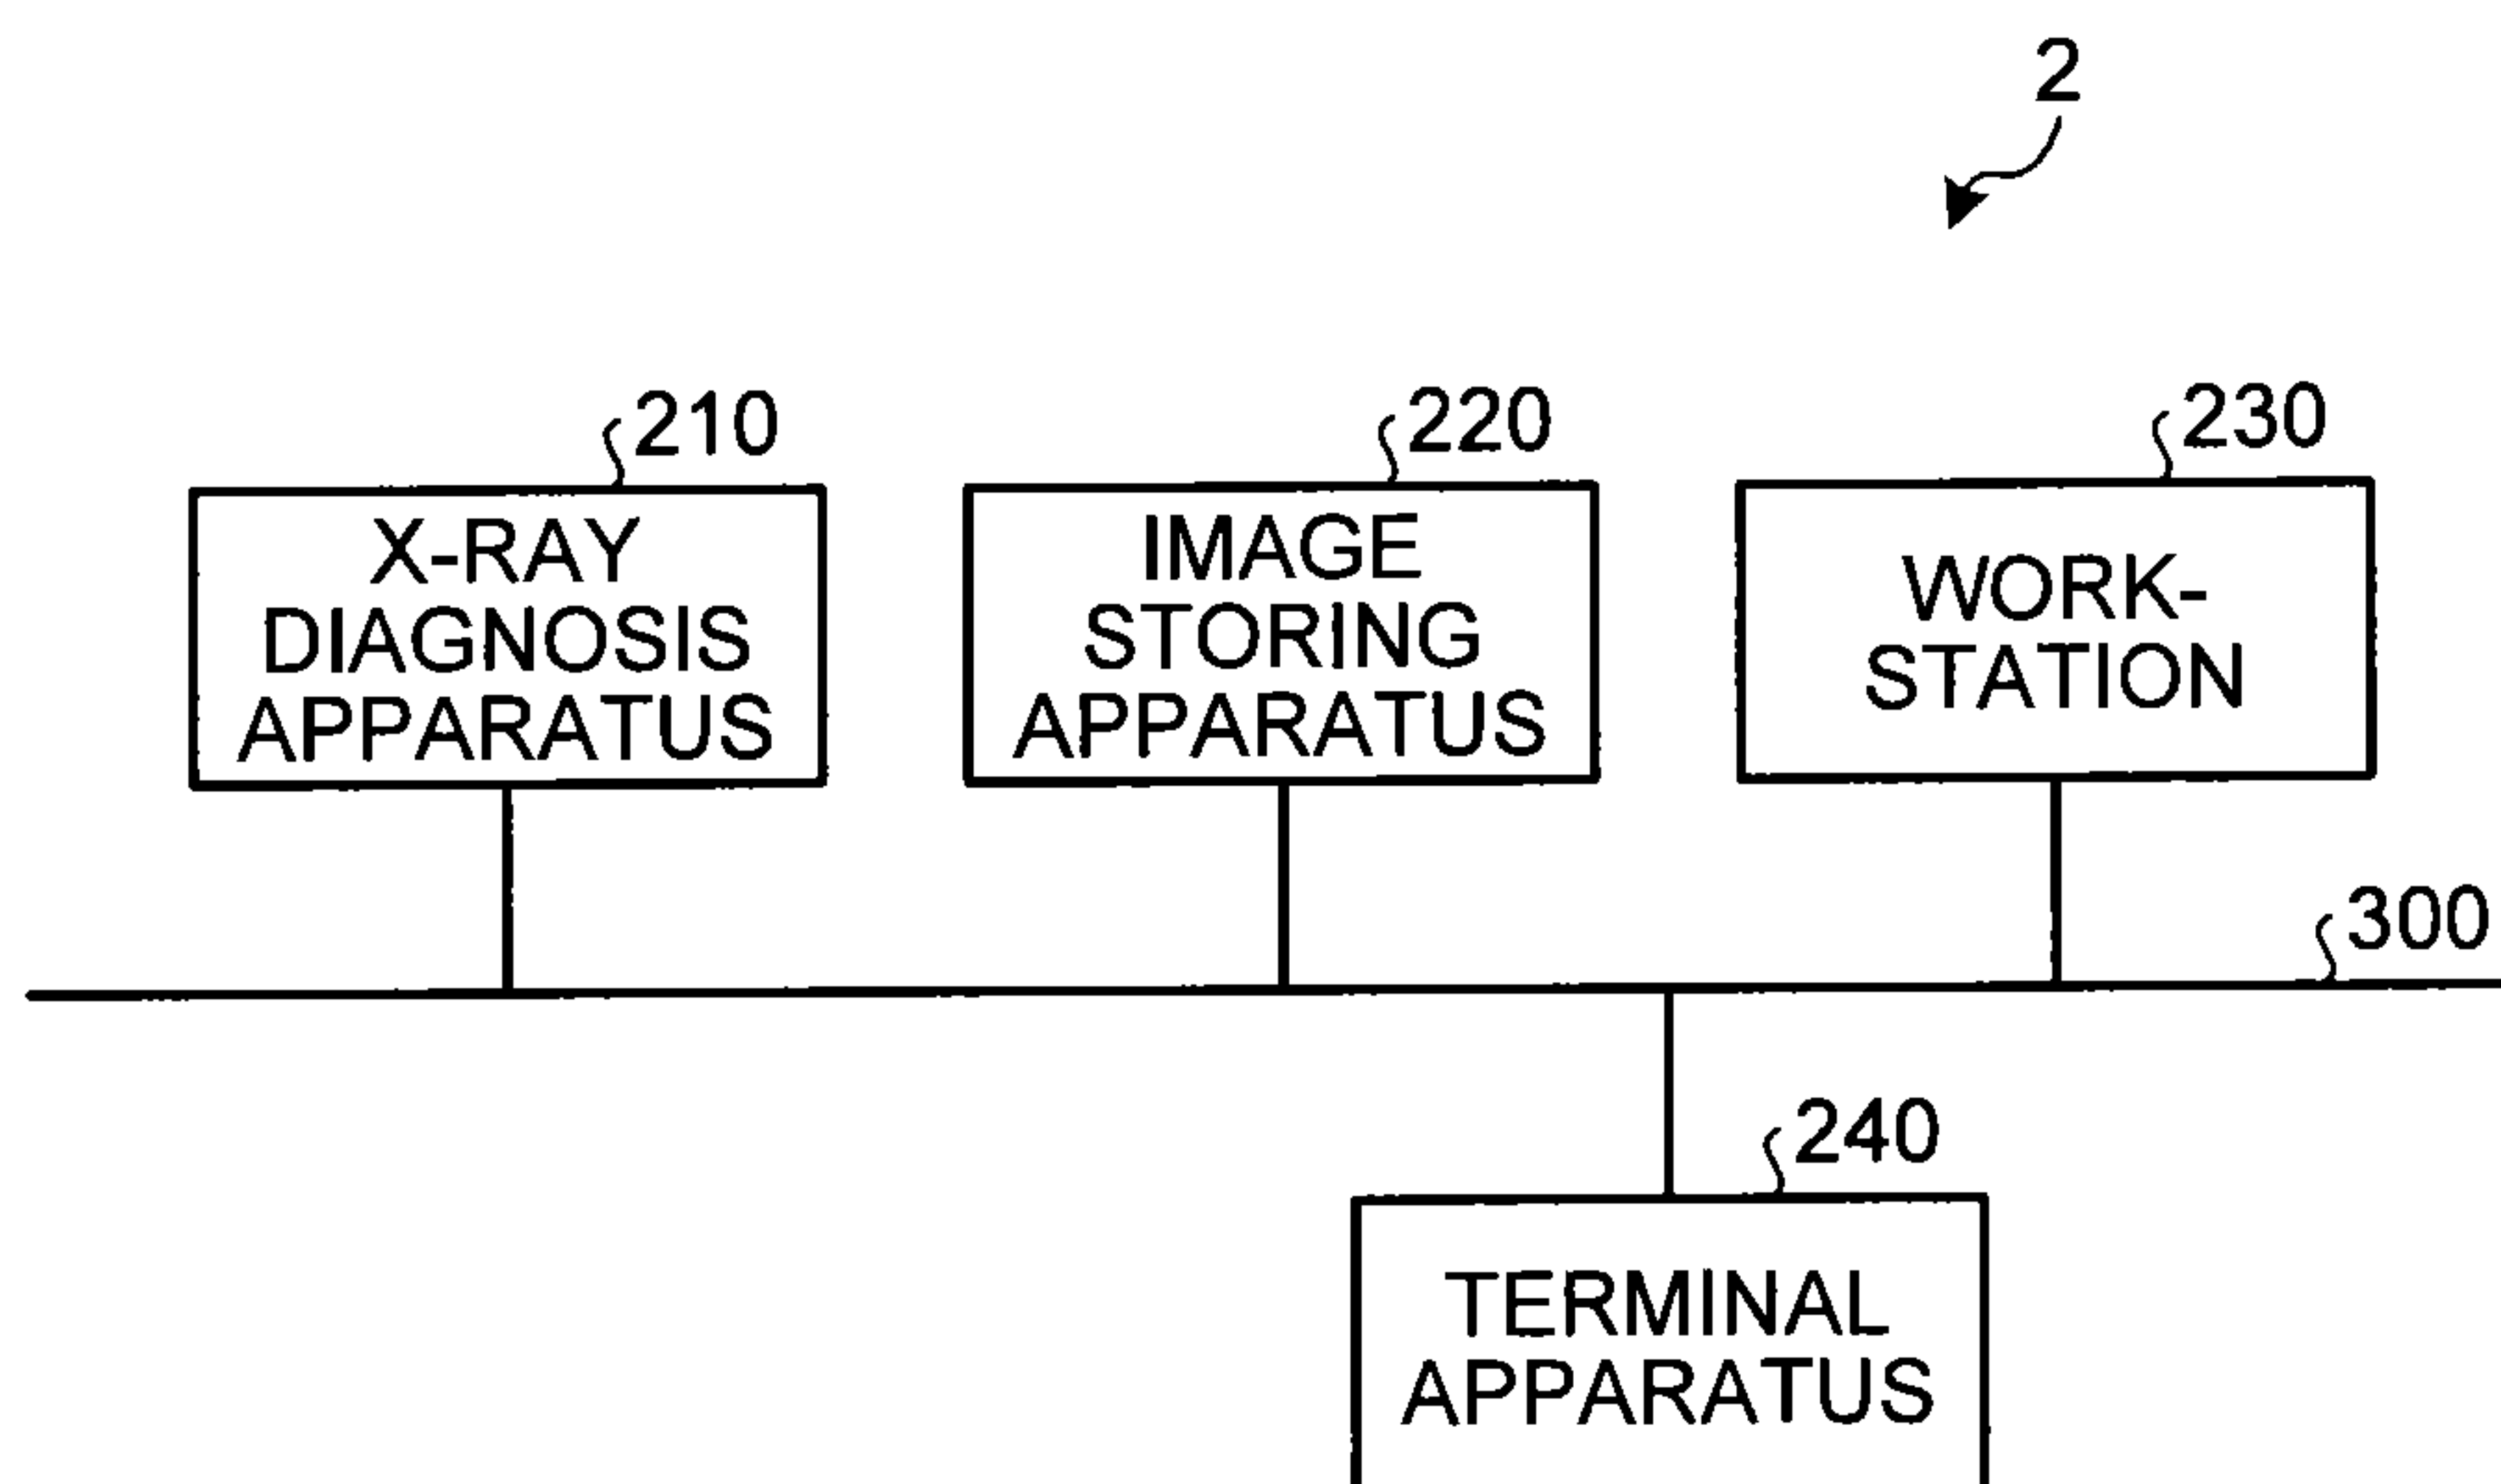 2
210
220
230
X-RAY
DIAGNOSIS
APPARATUS
IMAGE
STORING
APPARATUS
WORK-
STATION
300
240
TERMINAL
APPARATUS